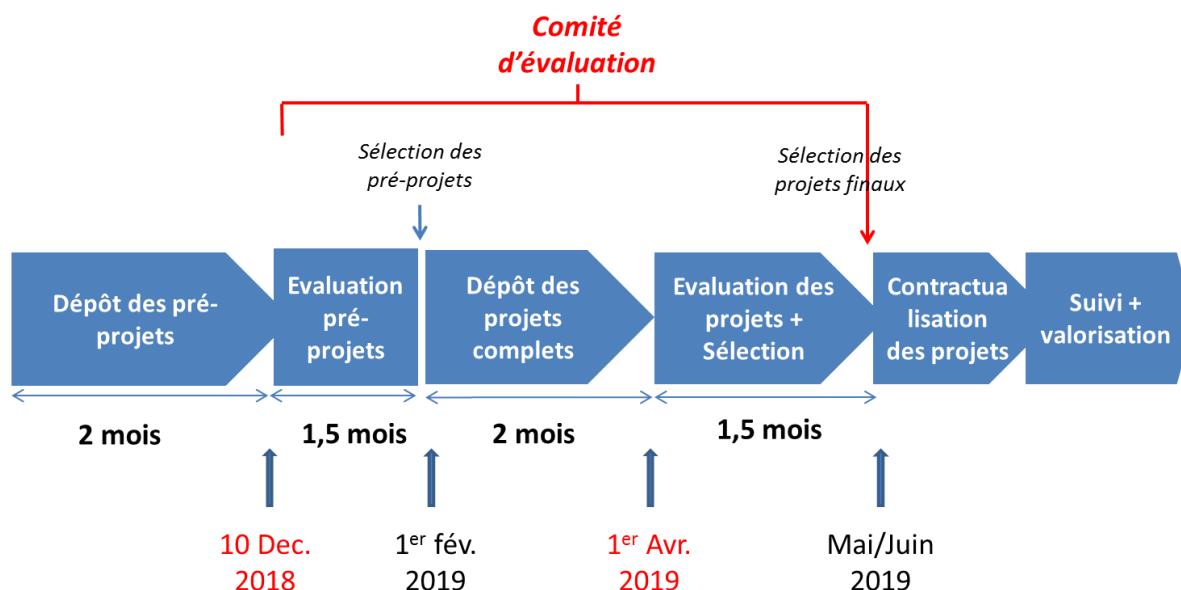 Comité
d’évaluation
Sélection des
pré-projets
Sélection des
projets finaux
Dépôt des pré-
projets
Evaluation
pré-
projets
Dépôt des
projets
complets
Evaluation des
projets +
Sélection
Contractua
lisation
des projets
Suivi +
valorisation
2 mois
1,5 mois
2 mois
1,5 mois
10 Dec.
2018
1er fév.
2019
1er Avr.
2019
Mai/Juin
2019